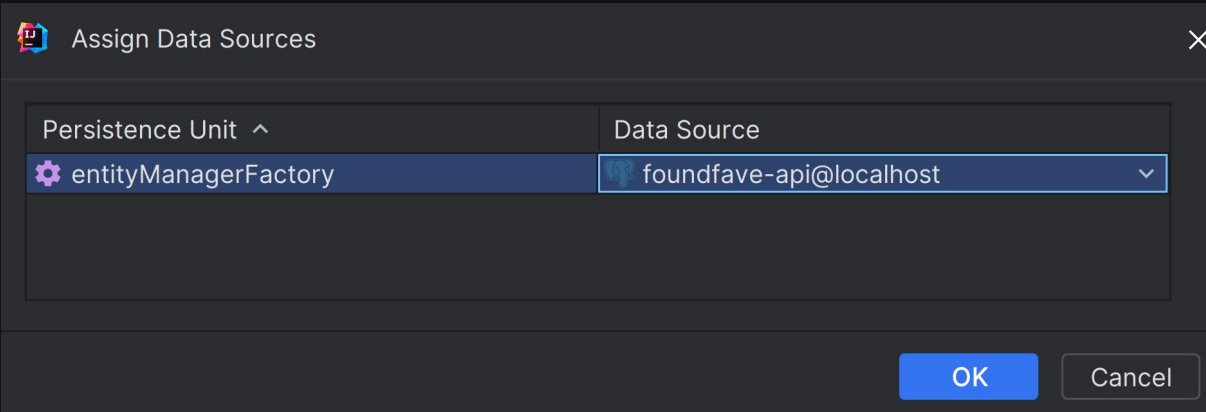 Assign Data Sources
Persistence Unit
Data Source
entityManagerFactory
foundfave-api@localhost
OK
Cancel